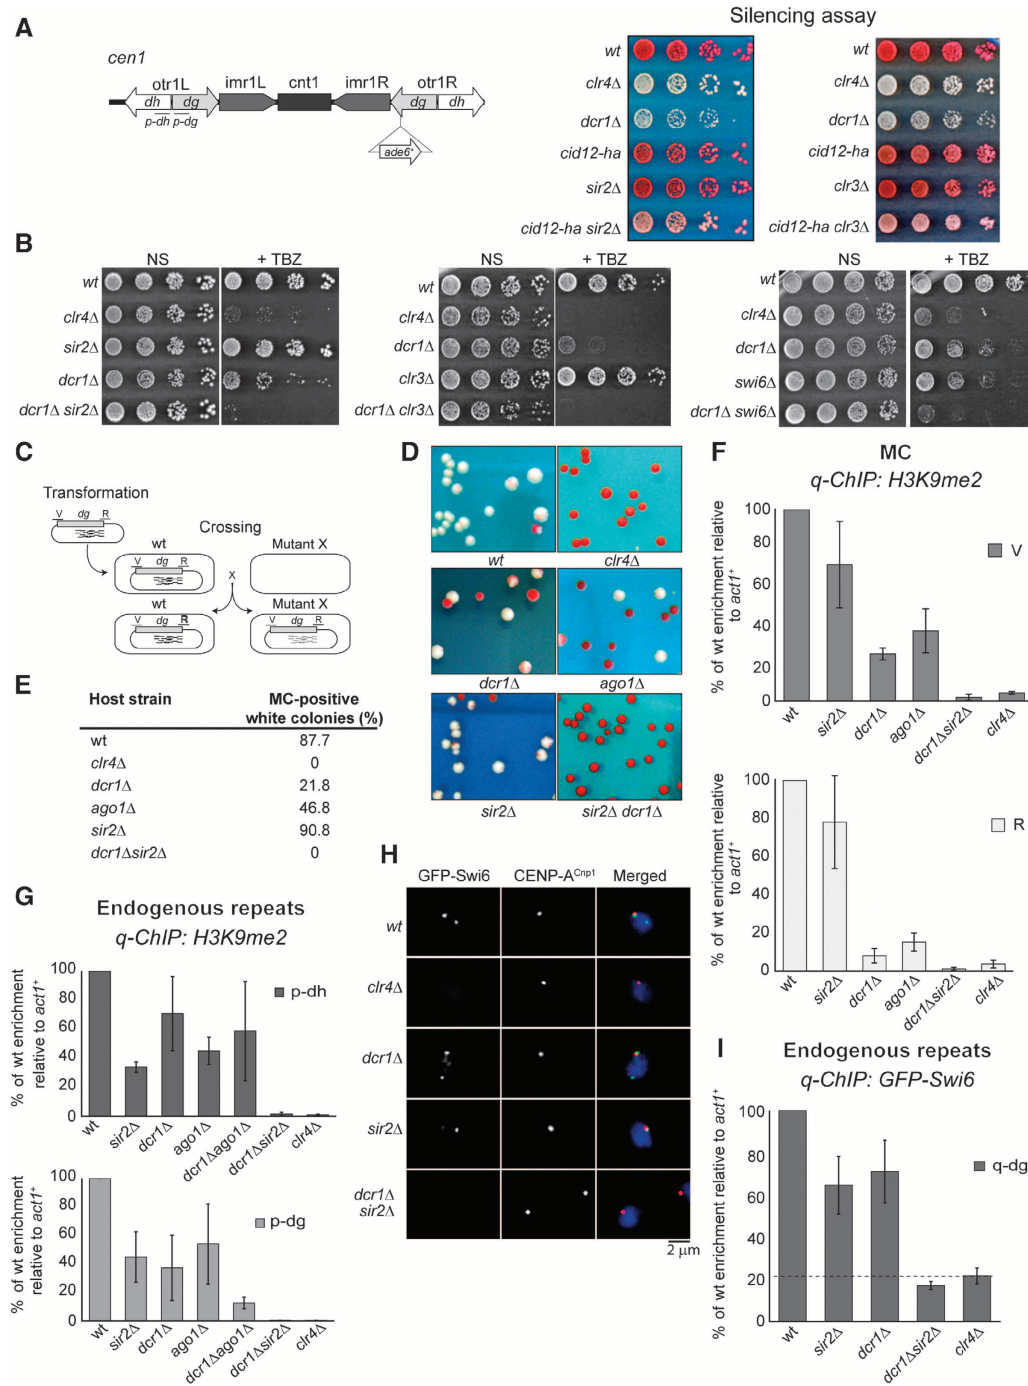 A
cen1
otr1L imr1L cnt1 imr1R otr1R
dh dg dg dh
p-dh p-dg
ade6+
Silencing assay
wt
clr4Δ
dcr1Δ
cid12-ha
sir2Δ
cid12-ha sir2Δ
wt
clr4Δ
dcr1Δ
cid12-ha
clr3Δ
cid12-ha clr3Δ
B
NS + TBZ
wt
clr4Δ
sir2Δ
dcr1Δ
dcr1Δ sir2Δ
NS + TBZ
wt
clr4Δ
dcr1Δ
clr3Δ
dcr1Δ clr3Δ
NS + TBZ
wt
clr4Δ
dcr1Δ
swi6Δ
dcr1Δ swi6Δ
C
Transformation
V dg R
Crossing
wt Mutant X
V dg R
X
wt Mutant X
V dg R V dg R
D
wt clr4Δ
dcr1Δ ago1Δ
sir2Δ sir2Δ dcr1Δ
E
Host strain MC-positive
white colonies (%)
wt 87.7
clr4Δ 0
dcr1Δ 21.8
ago1Δ 46.8
sir2Δ 90.8
dcr1Δsir2Δ 0
F
MC
q-ChIP: H3K9me2
% of wt enrichment relative
to act1+
100
80
60
40
20
0
V
wt sir2Δ dcr1Δ ago1Δ dcr1Δsir2Δ clr4Δ
% of wt enrichment relative
to act1+
100
80
60
40
20
0
R
wt sir2Δ dcr1Δ ago1Δ dcr1Δsir2Δ clr4Δ
G
Endogenous repeats
q-ChIP: H3K9me2
% of wt enrichment
relative to act1+
100
80
60
40
20
0
p-dh
wt sir2Δ dcr1Δ ago1Δ dcr1Δago1Δ dcr1Δsir2Δ clr4Δ
% of wt enrichment
relative to act1+
100
80
60
40
20
0
p-dg
wt sir2Δ dcr1Δ ago1Δ dcr1Δago1Δ dcr1Δsir2Δ clr4Δ
H
GFP-Swi6 CENP-ACnp1 Merged
wt
clr4Δ
dcr1Δ
sir2Δ
dcr1Δ
sir2Δ
2 μm
I
Endogenous repeats
q-ChIP: GFP-Swi6
% of wt enrichment relative to act1+
100
80
60
40
20
0
q-dg
wt sir2Δ dcr1Δ dcr1Δsir2Δ clr4Δ